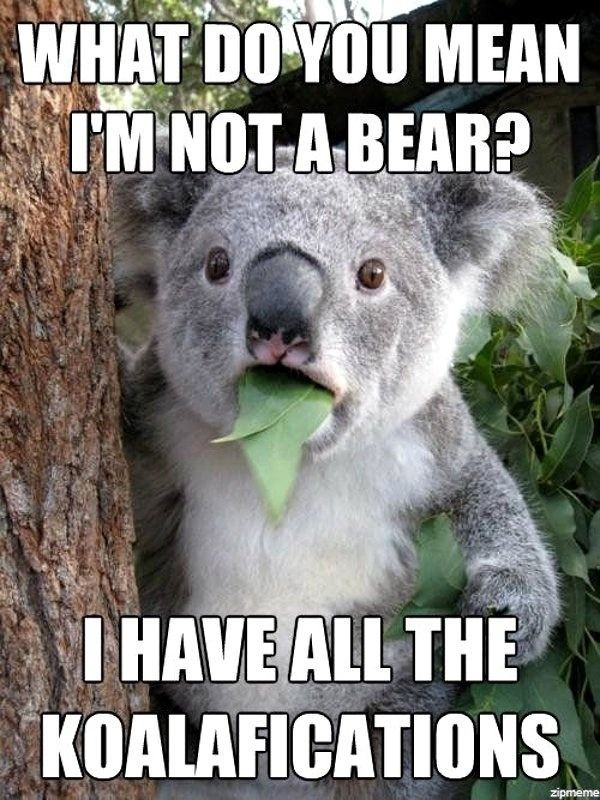 WHAT DO YOU MEAN
I'M NOT A BEAR?
I HAVE ALL THE
KOALAFICATIONS
zipmeme